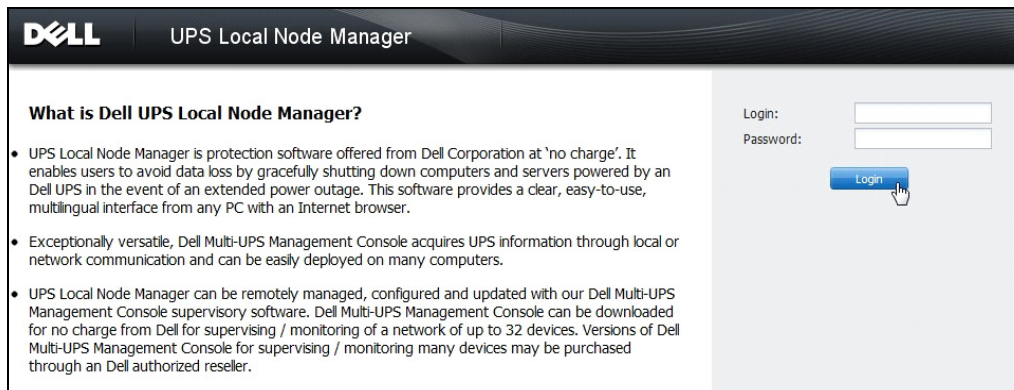 DELL
UPS Local Node Manager
What is Dell UPS Local Node Manager?
• UPS Local Node Manager is protection software offered from Dell Corporation at 'no charge'. It
enables users to avoid data loss by gracefully shutting down computers and servers powered by an
Dell UPS in the event of an extended power outage. This software provides a clear, easy-to-use,
multilingual interface from any PC with an Internet browser.
• Exceptionally versatile, Dell Multi-UPS Management Console acquires UPS information through local or
network communication and can be easily deployed on many computers.
• UPS Local Node Manager can be remotely managed, configured and updated with our Dell Multi-UPS
Management Console supervisory software. Dell Multi-UPS Management Console can be downloaded
for no charge from Dell for supervising / monitoring of a network of up to 32 devices. Versions of Dell
Multi-UPS Management Console for supervising / monitoring many devices may be purchased
through an Dell authorized reseller.
Login:
Password:
Login